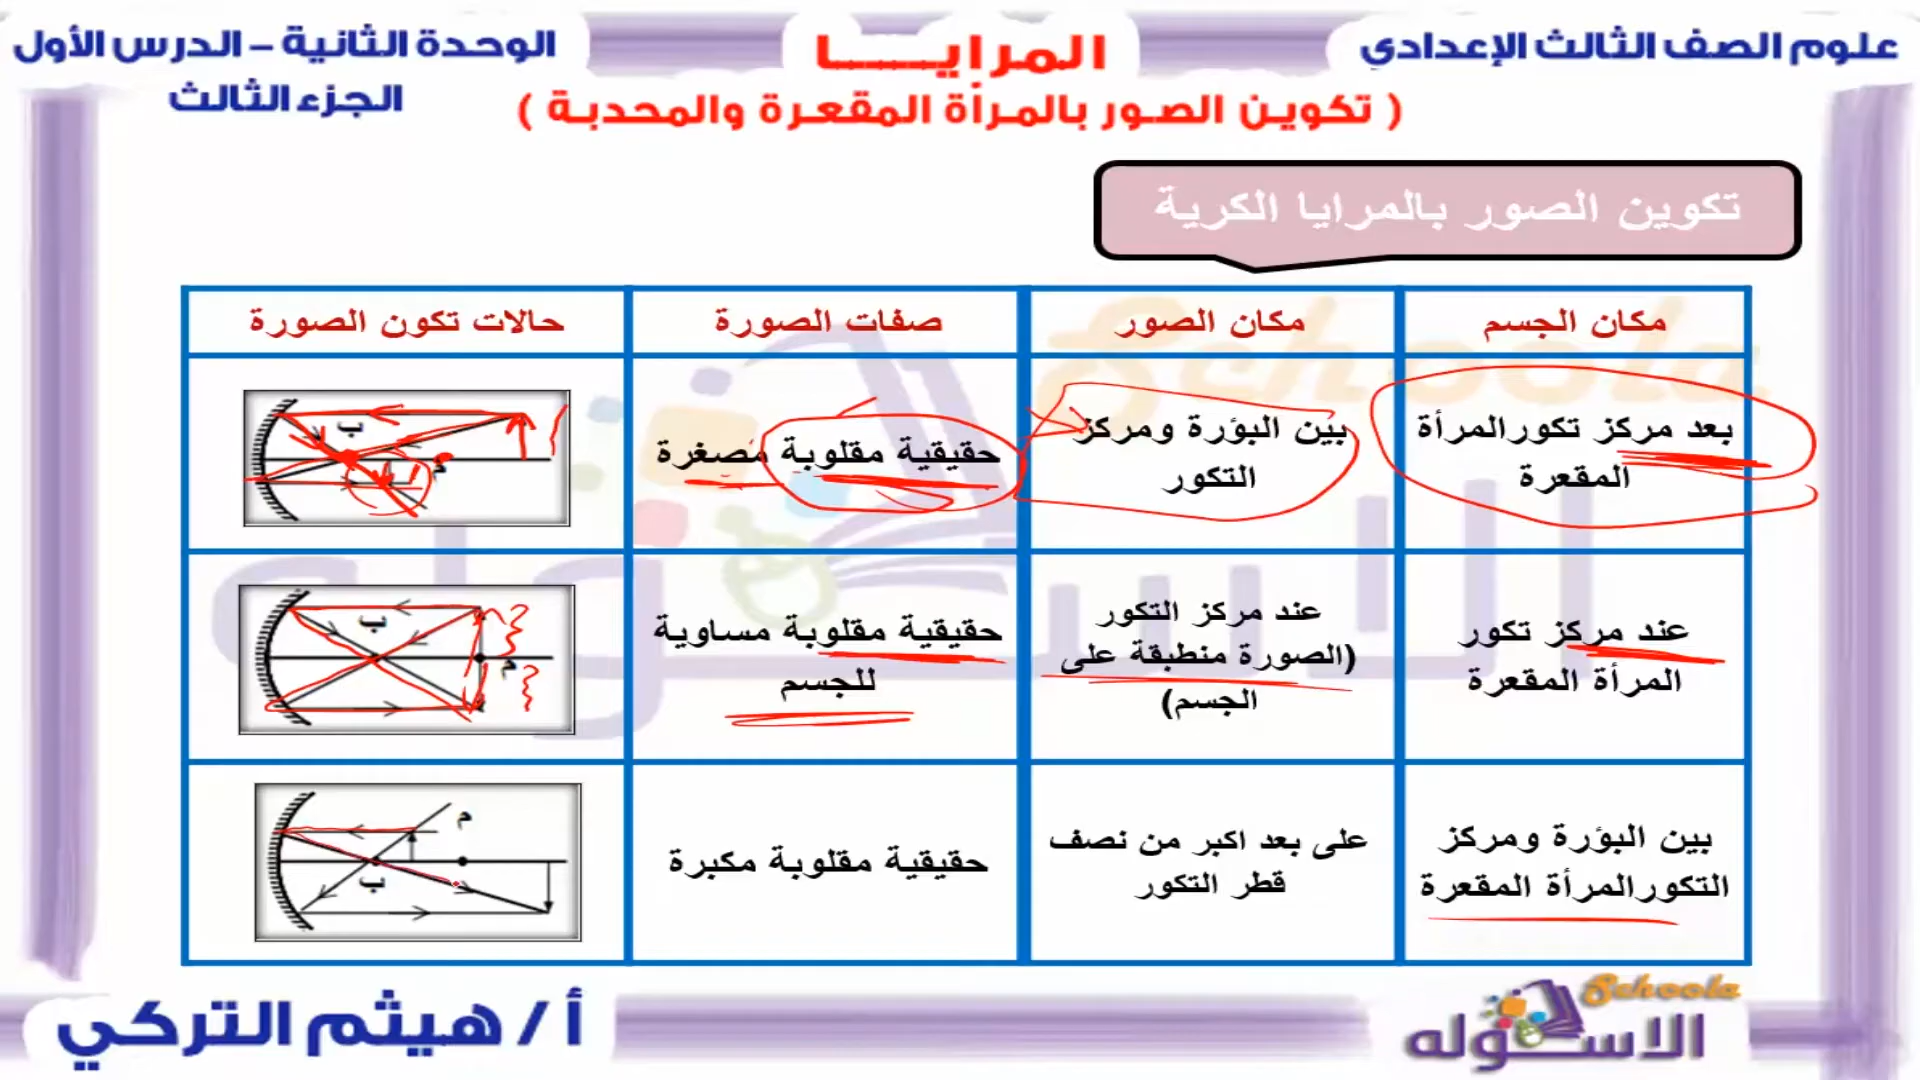 علوم الصف الثالث الإعدادي
المرايـــــا
الوحدة الثانية – الدرس الأول
( تكوين الصور بالمرأة المقعرة والمحدبة )
الجزء الثالث
تكوين الصور بالمرايا الكرية
مكان الجسم
مكان الصور
صفات الصورة
حالات تكون الصورة
بعد مركز تكورالمرأة
المقعرة
بين البؤرة ومركز
التكور
حقيقية مقلوبة مصغرة
ب
م
عند مركز تكور
المرأة المقعرة
عند مركز التكور
(الصورة منطبقة على
الجسم)
حقيقية مقلوبة مساوية
للجسم
ب
م
بين البؤرة ومركز
التكورالمرأة المقعرة
على بعد اكبر من نصف
قطر التكور
حقيقية مقلوبة مكبرة
م
ب
Schoola
الاسكوله
أ / هيثم التركي